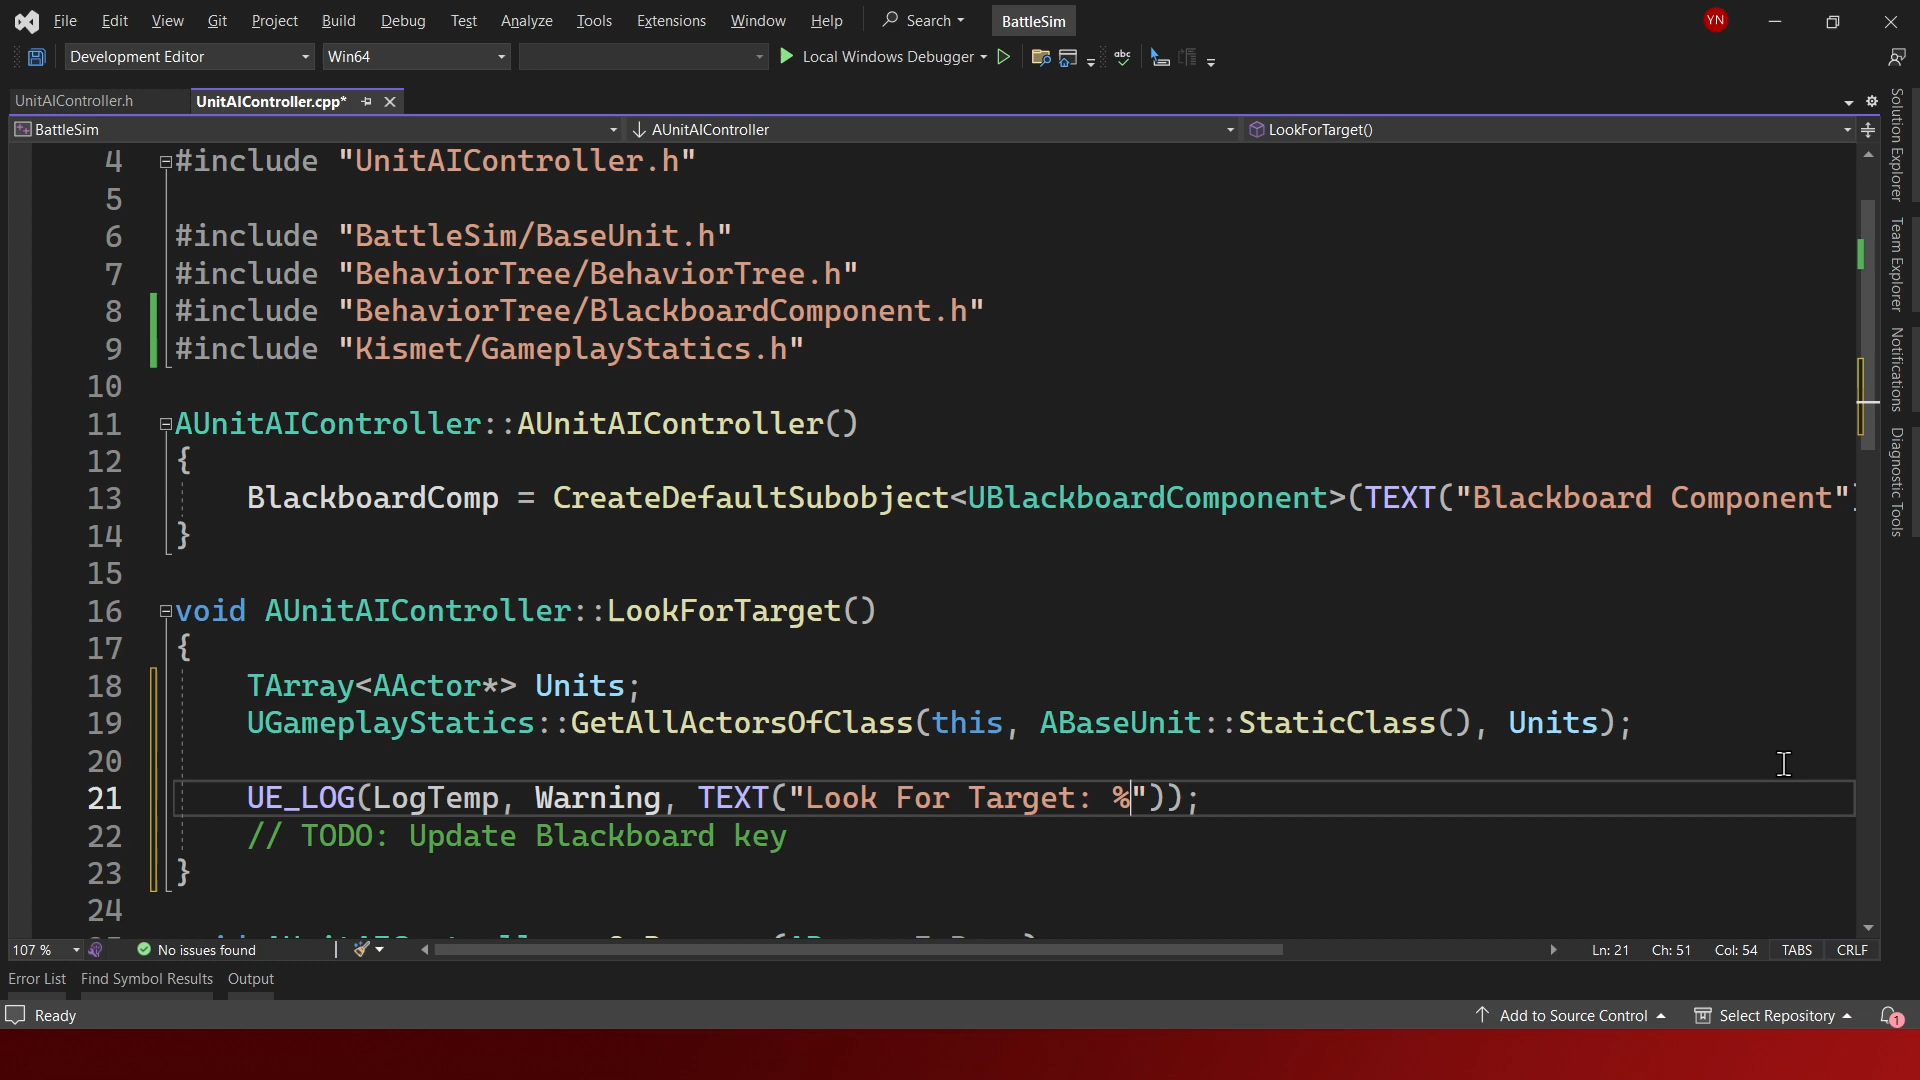 File Edit View Git Project Build Debug Test Analyze Tools Extensions Window Help Search BattleSim YN
Development Editor Win64 Local Windows Debugger
UnitAIController.h UnitAIController.cpp*
BattleSim AUnitAIController LookForTarget()
4 #include "UnitAIController.h"
5
6 #include "BattleSim/BaseUnit.h"
7 #include "BehaviorTree/BehaviorTree.h"
8 #include "BehaviorTree/BlackboardComponent.h"
9 #include "Kismet/GameplayStatics.h"
10
11 AUnitAIController::AUnitAIController()
12 {
13 BlackboardComp = CreateDefaultSubobject<UBlackboardComponent>(TEXT("Blackboard Component"
14 }
15
16 void AUnitAIController::LookForTarget()
17 {
18 TArray<AActor*> Units;
19 UGameplayStatics::GetAllActorsOfClass(this, ABaseUnit::StaticClass(), Units);
20
21 UE_LOG(LogTemp, Warning, TEXT("Look For Target: %"));
22 // TODO: Update Blackboard key
23 }
24
Solution Explorer
Team Explorer
Notifications
Diagnostic Tools
107 % No issues found Ln: 21 Ch: 51 Col: 54 TABS CRLF
Error List Find Symbol Results Output
Ready Add to Source Control Select Repository 1